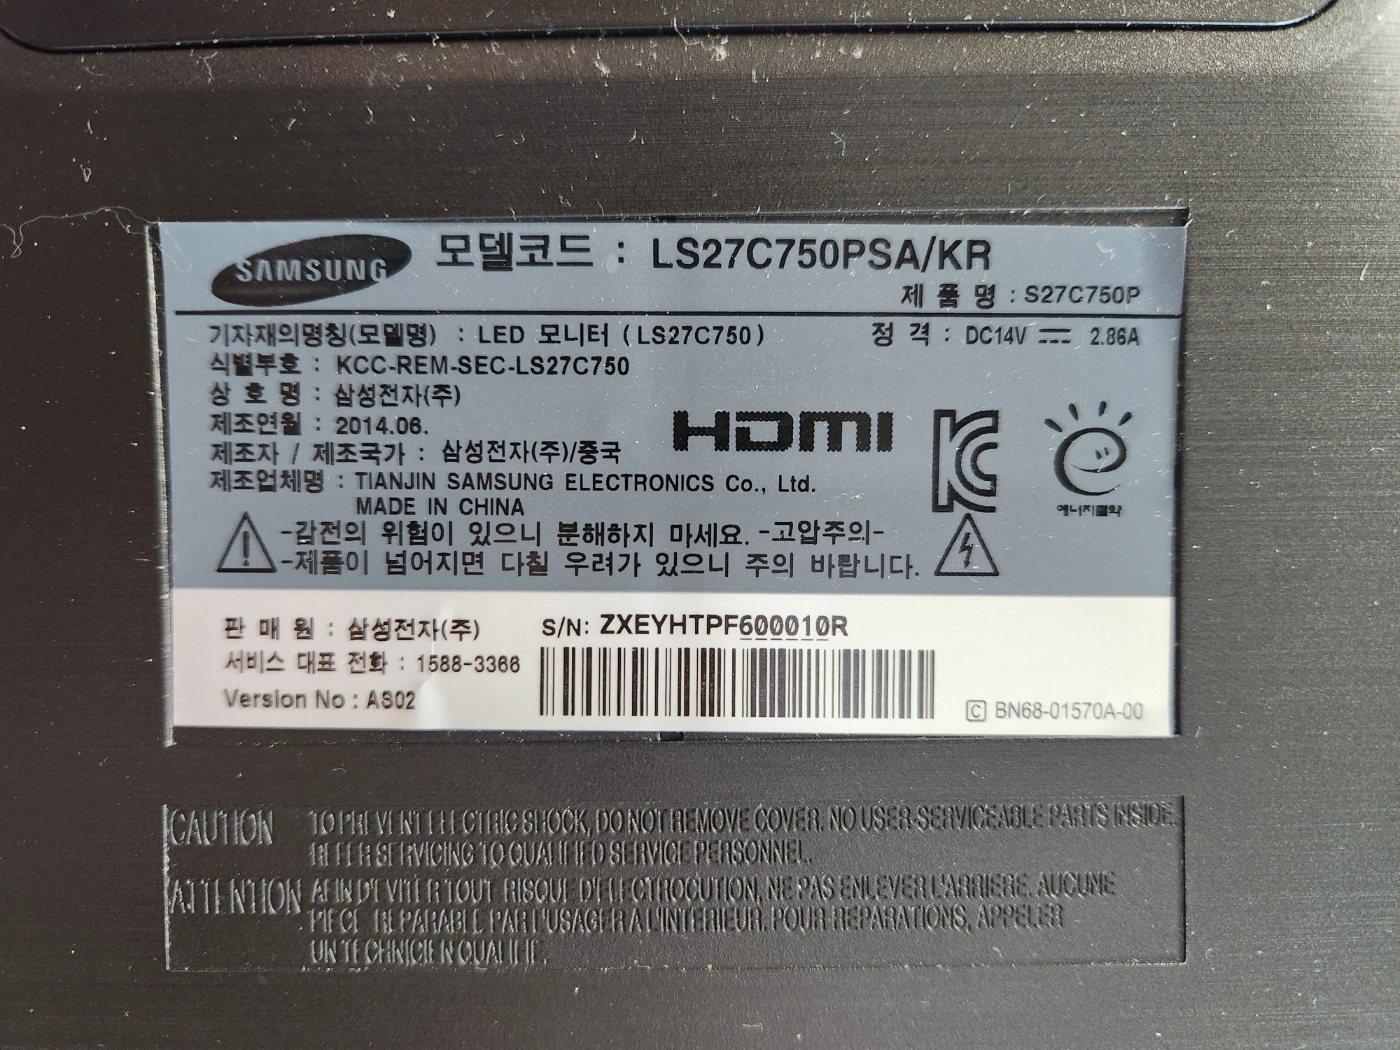 SAMSUNG 모델코드 : LS27C750PSA/KR
제 품 명 : S27C750P
기자재의명칭(모델명) : LED 모니터 (LS27C750) 정 격 : DC14V ⎓ 2.86A
식별부호 : KCC-REM-SEC-LS27C750
상 호 명 : 삼성전자(주)
제조연월 : 2014.06.
제조자 / 제조국가 : 삼성전자(주)/중국
HDMI
에너지절약
제조업체명 : TIANJIN SAMSUNG ELECTRONICS Co., Ltd.
MADE IN CHINA
-감전의 위험이 있으니 분해하지 마세요. -고압주의-
-제품이 넘어지면 다칠 우려가 있으니 주의 바랍니다.
판 매 원 : 삼성전자(주) S/N: ZXEYHTPF600010R
서비스 대표 전화 : 1588-3366
Version No : AS02
C BN68-01570A-00
CAUTION TO PREVENT ELECTRIC SHOCK, DO NOT REMOVE COVER. NO USER-SERVICEABLE PARTS INSIDE.
REFER SERVICING TO QUALIFIED SERVICE PERSONNEL.
ATTENTION AFIN D'EVITER TOUT RISQUE D'ELECTROCUTION, NE PAS ENLEVER L'ARRIERE. AUCUNE
PIECE REPARABLE PAR L'USAGER A L'INTERIEUR. POUR REPARATIONS, APPELER
UN TECHNICIEN QUALIFIE.